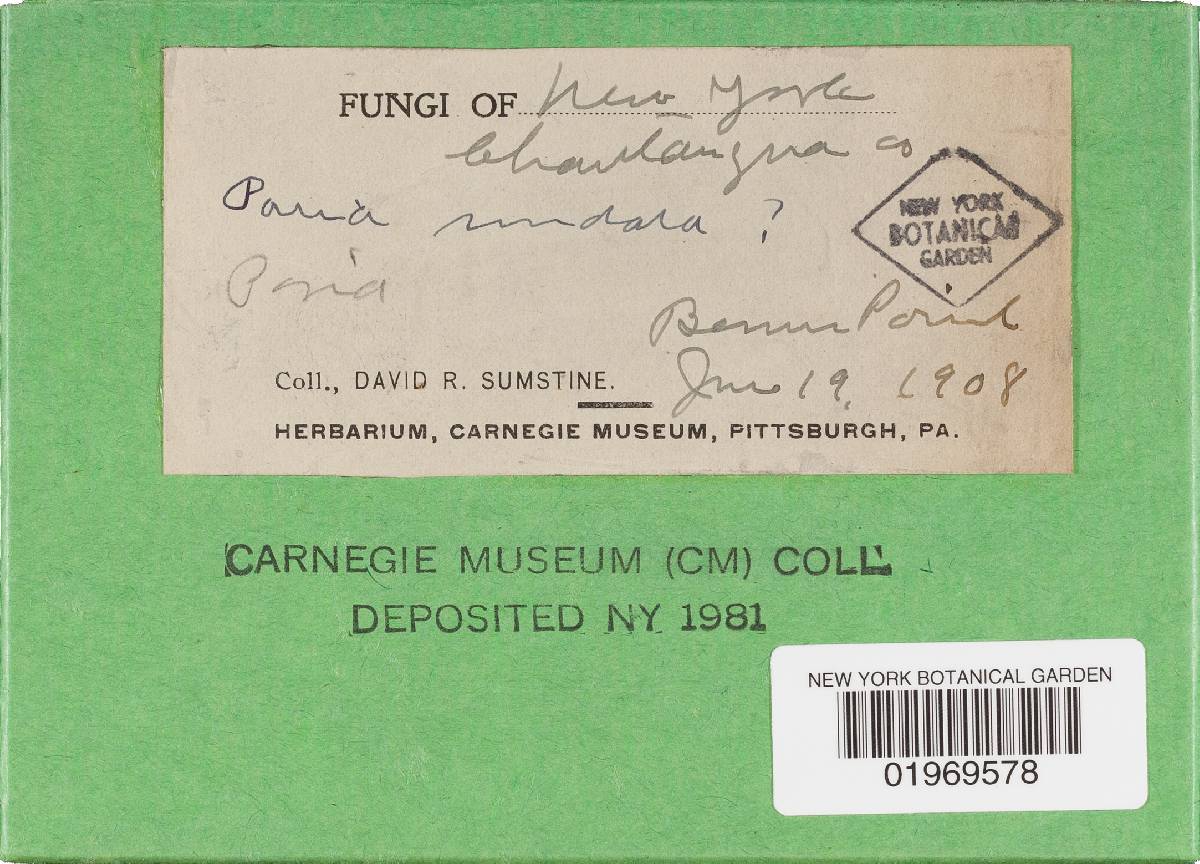 FUNGI OF New York
Chautauqua co
Poria undata ?
NEW YORK
BOTANICAL
GARDEN
Poria
Bemus Point
Coll., DAVID R. SUMSTINE. June 19, 1908
HERBARIUM, CARNEGIE MUSEUM, PITTSBURGH, PA.
CARNEGIE MUSEUM (CM) COLL.
DEPOSITED NY 1981
NEW YORK BOTANICAL GARDEN
01969578